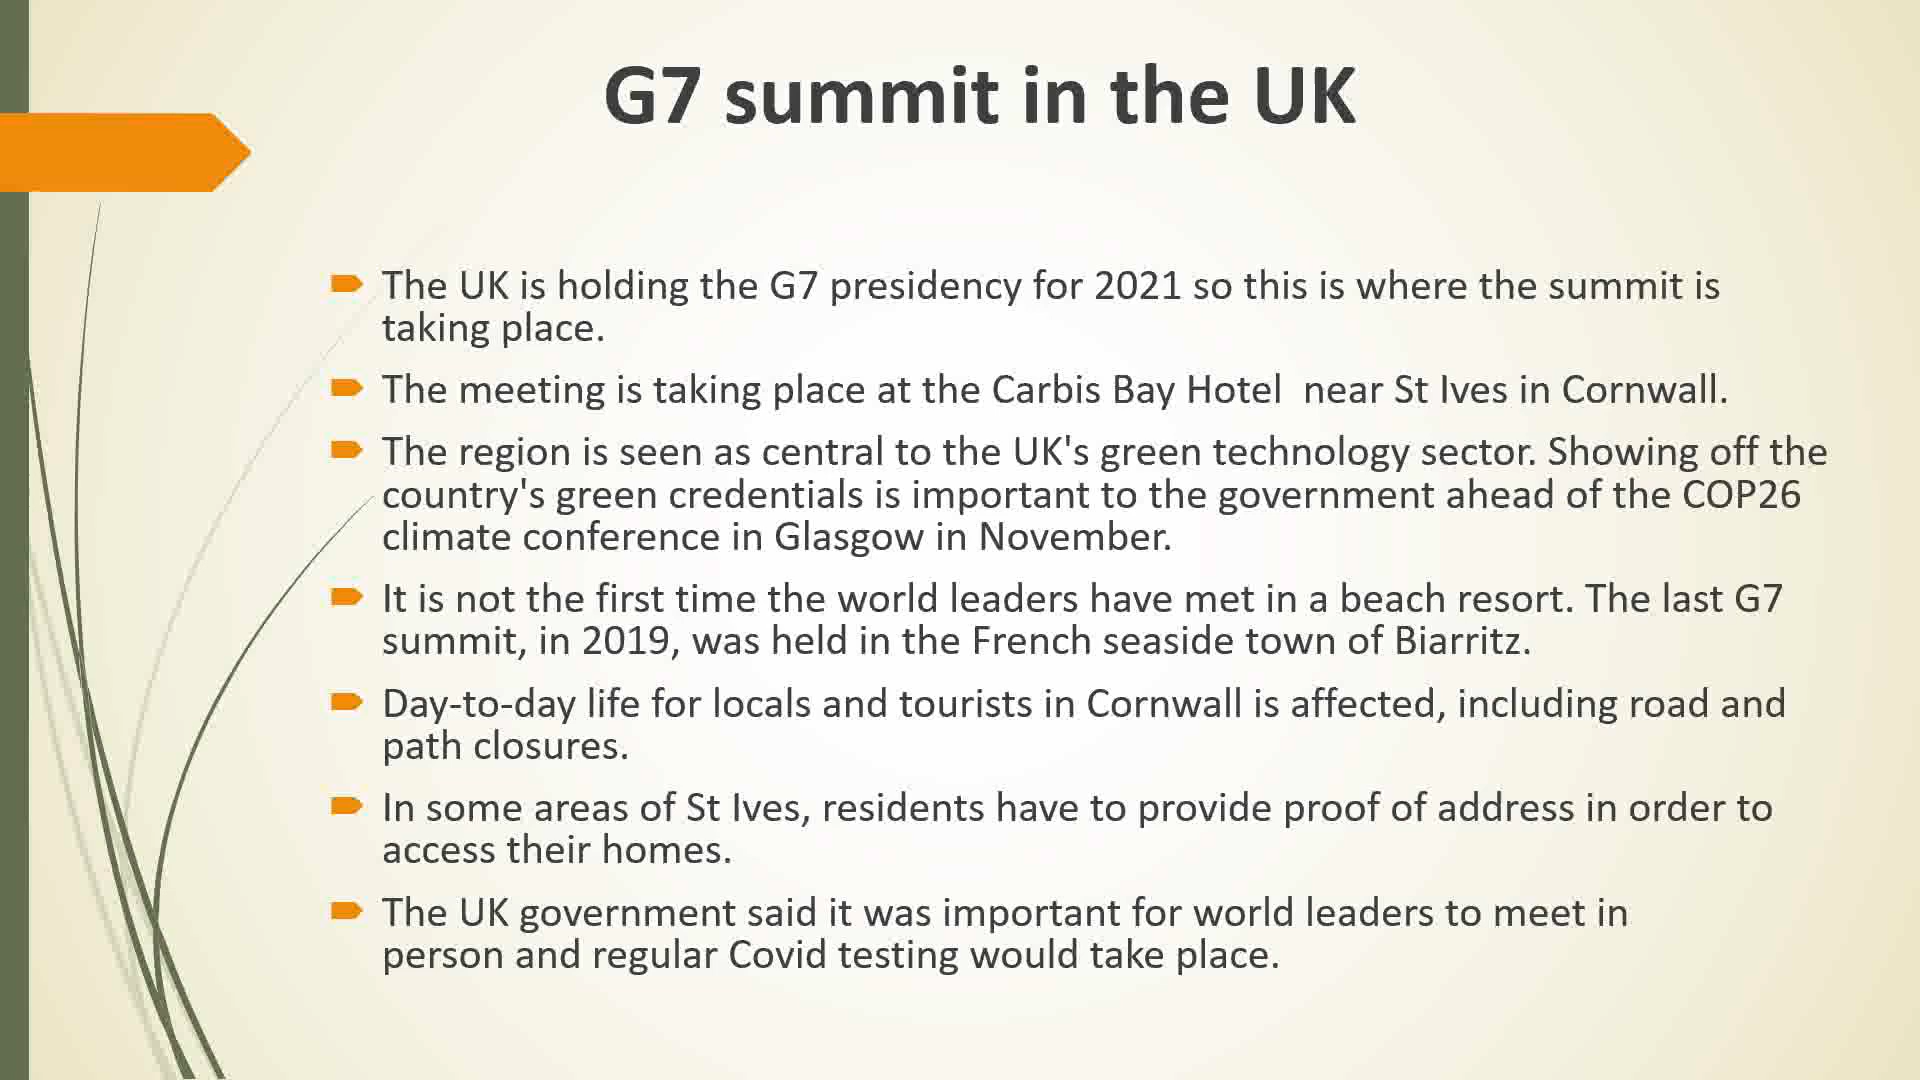 G7 summit in the UK
The UK is holding the G7 presidency for 2021 so this is where the summit is
taking place.
The meeting is taking place at the Carbis Bay Hotel  near St Ives in Cornwall.
The region is seen as central to the UK's green technology sector. Showing off the
country's green credentials is important to the government ahead of the COP26
climate conference in Glasgow in November.
It is not the first time the world leaders have met in a beach resort. The last G7
summit, in 2019, was held in the French seaside town of Biarritz.
Day-to-day life for locals and tourists in Cornwall is affected, including road and
path closures.
In some areas of St Ives, residents have to provide proof of address in order to
access their homes.
The UK government said it was important for world leaders to meet in
person and regular Covid testing would take place.